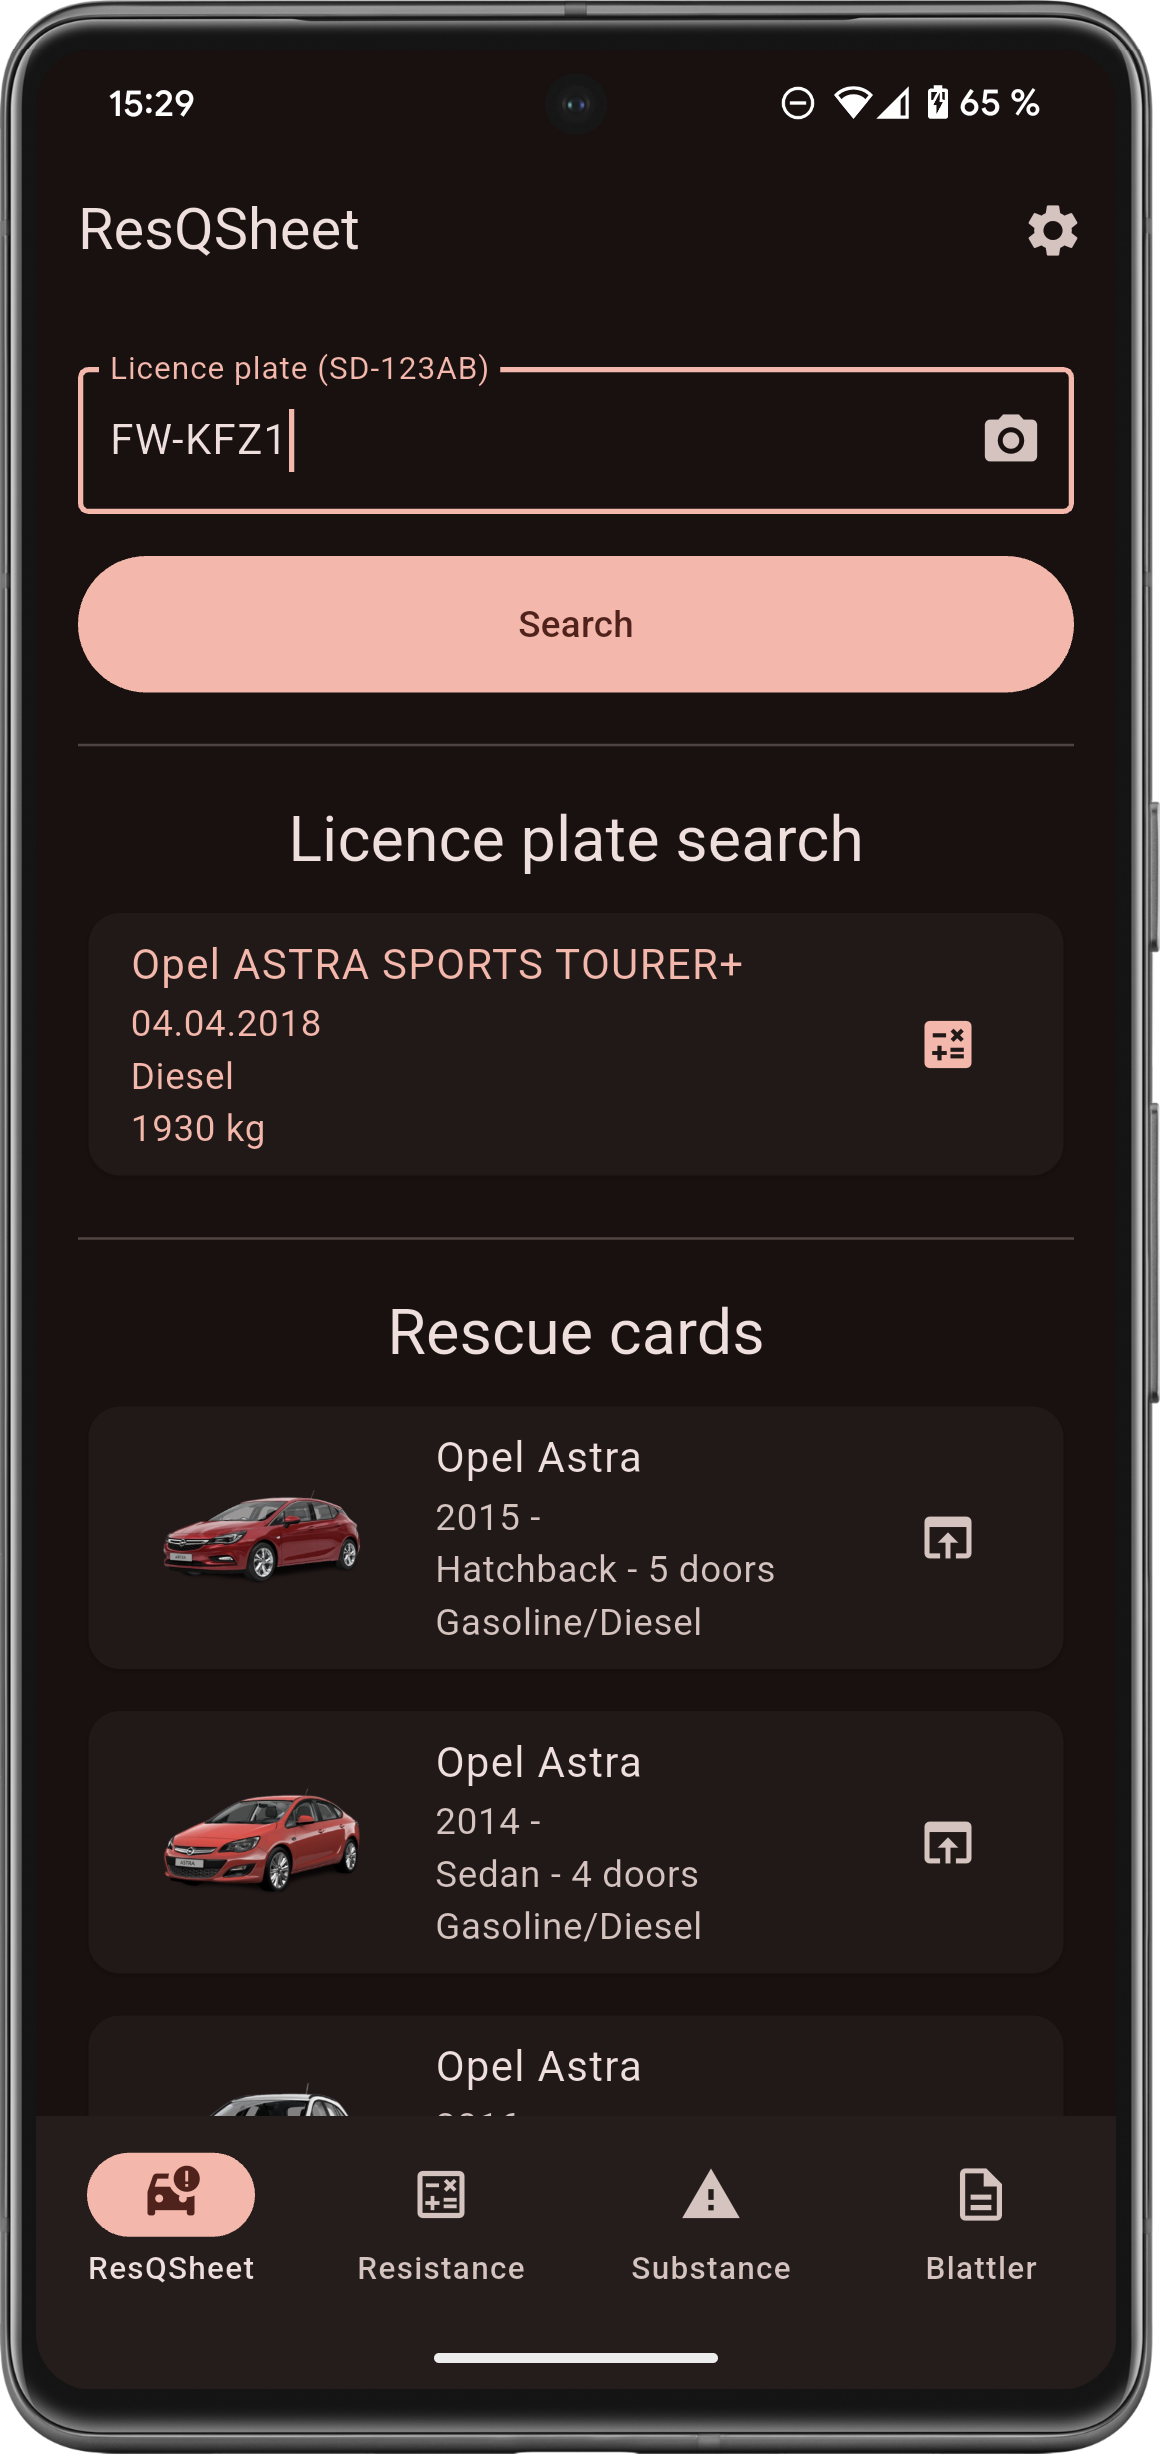 15:29
65 %
ResQSheet
Licence plate (SD-123AB)
FW-KFZ1
Search
Licence plate search
Opel ASTRA SPORTS TOURER+
04.04.2018
Diesel
1930 kg
Rescue cards
Opel Astra
2015 -
Hatchback - 5 doors
Gasoline/Diesel
Opel Astra
2014 -
Sedan - 4 doors
Gasoline/Diesel
Opel Astra
ResQSheet
Resistance
Substance
Blattler